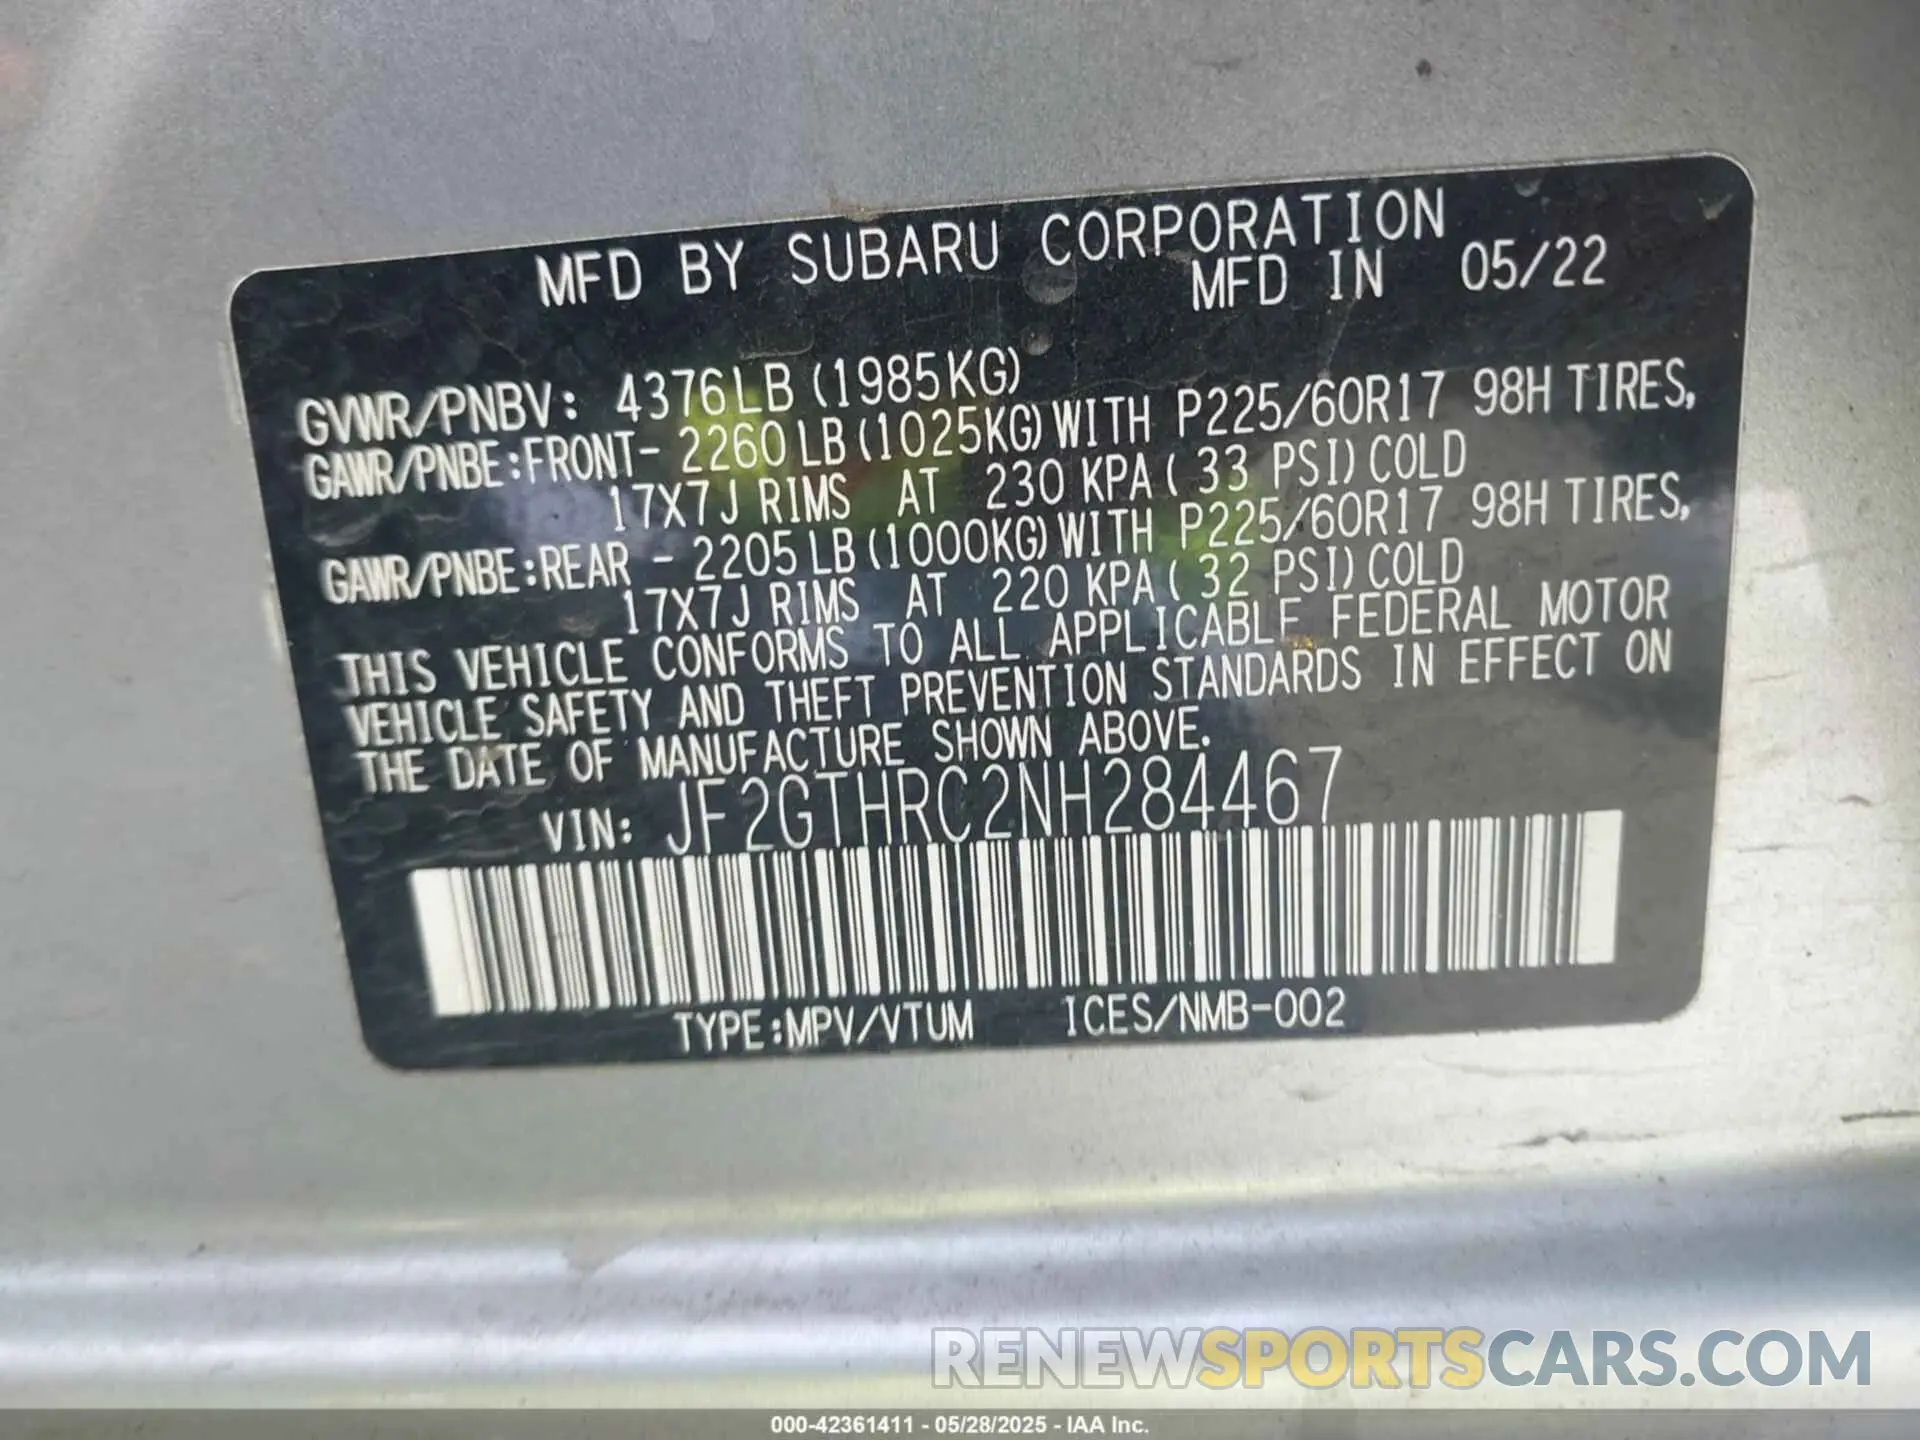 MFD BY SUBARU CORPORATION
MFD IN 05/22
GVWR/PNBV: 4376LB (1985KG)
GAWR/PNBE:FRONT- 2260 LB (1025KG) WITH P225/60R17 98H TIRES,
17X7J RIMS AT 230 KPA ( 33 PSI) COLD
GAWR/PNBE:REAR - 2205 LB (1000KG) WITH P225/60R17 98H TIRES,
17X7J RIMS AT 220 KPA ( 32 PSI) COLD
THIS VEHICLE CONFORMS TO ALL APPLICABLE FEDERAL MOTOR
VEHICLE SAFETY AND THEFT PREVENTION STANDARDS IN EFFECT ON
THE DATE OF MANUFACTURE SHOWN ABOVE.
VIN: JF2GTHRC2NH284467
TYPE:MPV/VTUM ICES/NMB-002
RENEWSPORTSCARS.COM
000-42361411 - 05/28/2025 - IAA Inc.